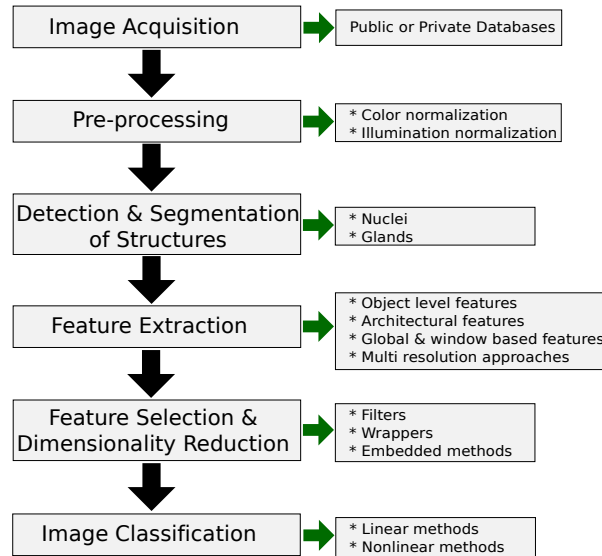 Image Acquisition
Public or Private Databases
Pre-processing
* Color normalization
* Illumination normalization
Detection & Segmentation
of Structures
* Nuclei
* Glands
Feature Extraction
* Object level features
* Architectural features
* Global & window based features
* Multi resolution approaches
Feature Selection &
Dimensionality Reduction
* Filters
* Wrappers
* Embedded methods
Image Classification
* Linear methods
* Nonlinear methods